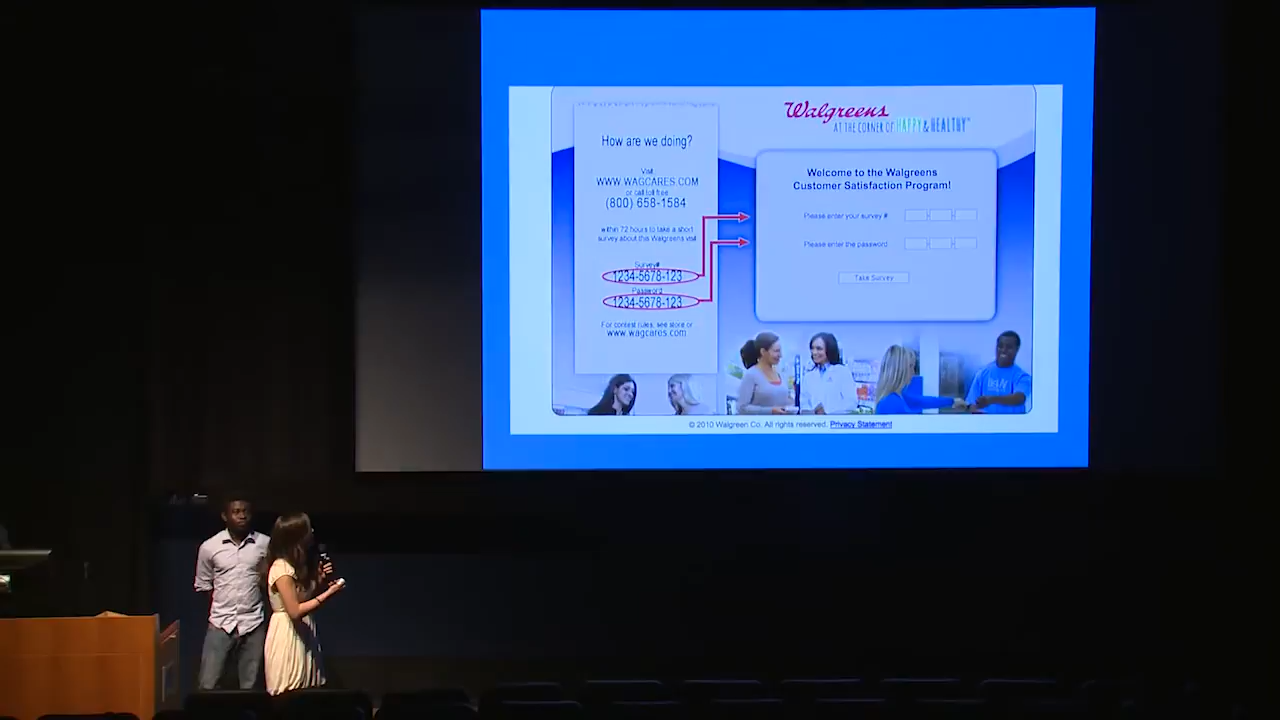 How are we doing?
Visit
WWW.WAGCARES.COM
or call toll free
(800) 658-1584
within 72 hours to take a short
survey about this Walgreens visit
Survey#
1234-5678-123
Password
1234-5678-123
For contest rules, see store or
www.wagcares.com
Walgreens
AT THE CORNER OF HAPPY & HEALTHY™
Welcome to the Walgreens
Customer Satisfaction Program!
Please enter your survey #:
Please enter the password:
Take Survey
© 2010 Walgreen Co. All rights reserved. Privacy Statement